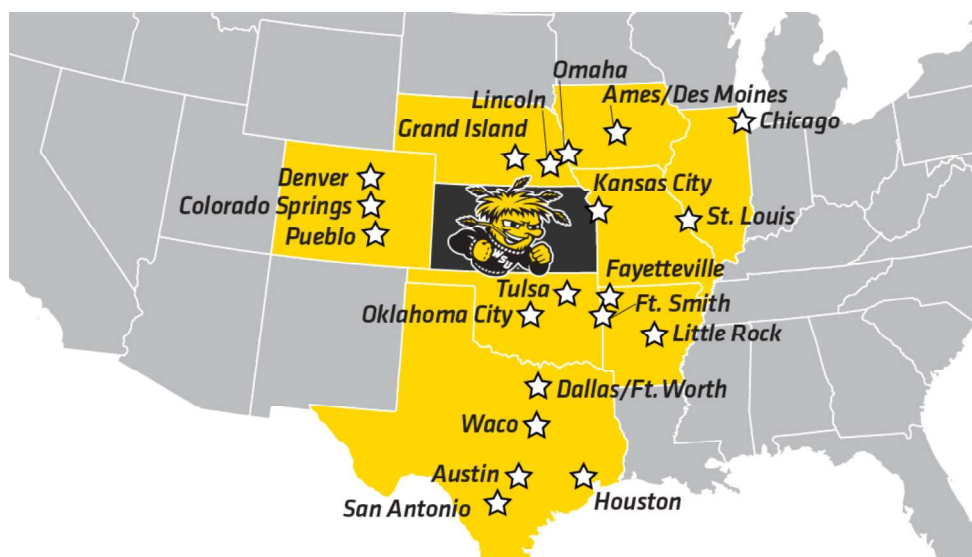 Omaha
Lincoln
Ames/Des Moines
Grand Island
Chicago
Denver
Kansas City
Colorado Springs
St. Louis
Pueblo
WSU
Fayetteville
Tulsa
Ft. Smith
Oklahoma City
Little Rock
Dallas/Ft. Worth
Waco
Austin
San Antonio
Houston